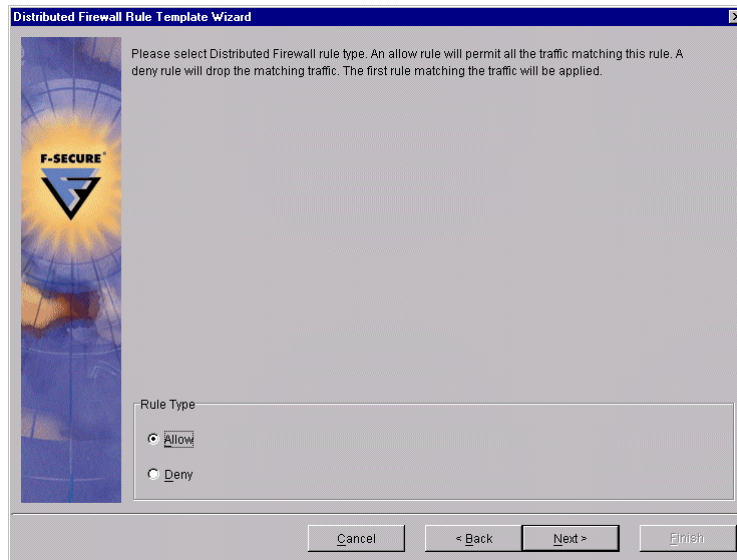 Distributed Firewall Rule Template Wizard
Please select Distributed Firewall rule type. An allow rule will permit all the traffic matching this rule. A
deny rule will drop the matching traffic. The first rule matching the traffic will be applied.
F-SECURE
Rule Type
Allow
Deny
Cancel
< Back
Next >
Finish